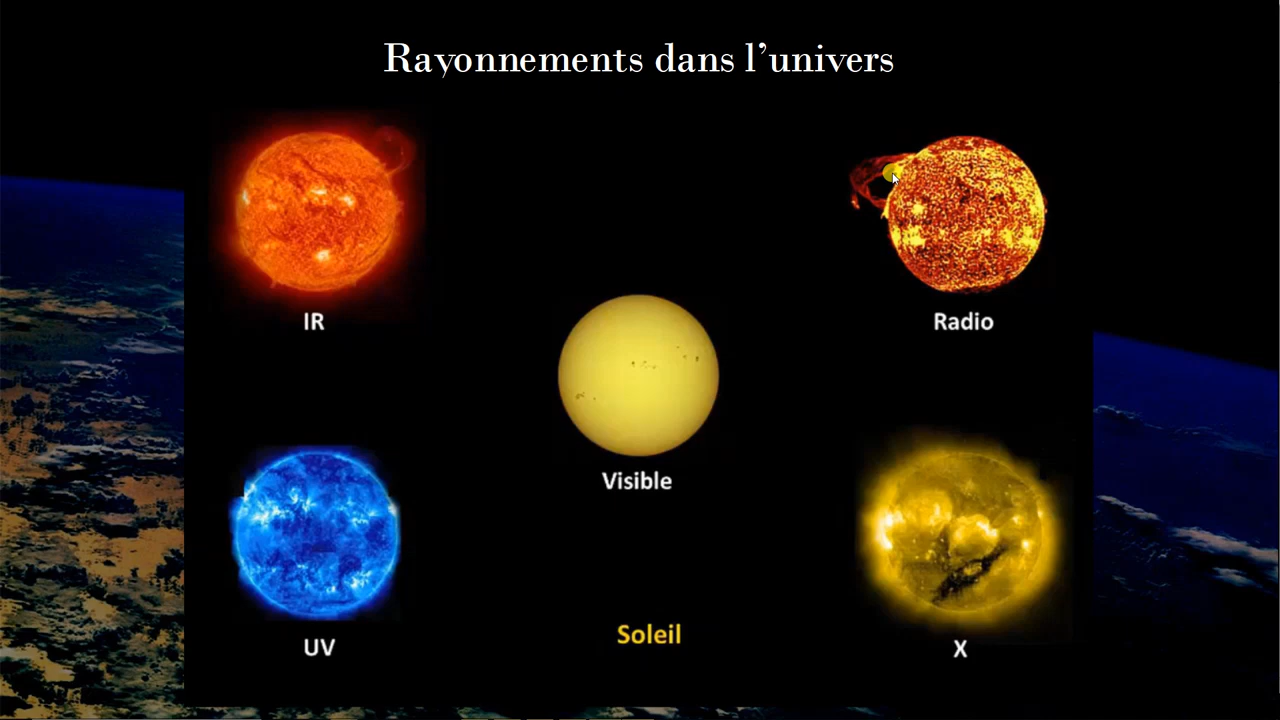 Rayonnements dans l’univers
IR
Radio
Visible
UV
Soleil
X